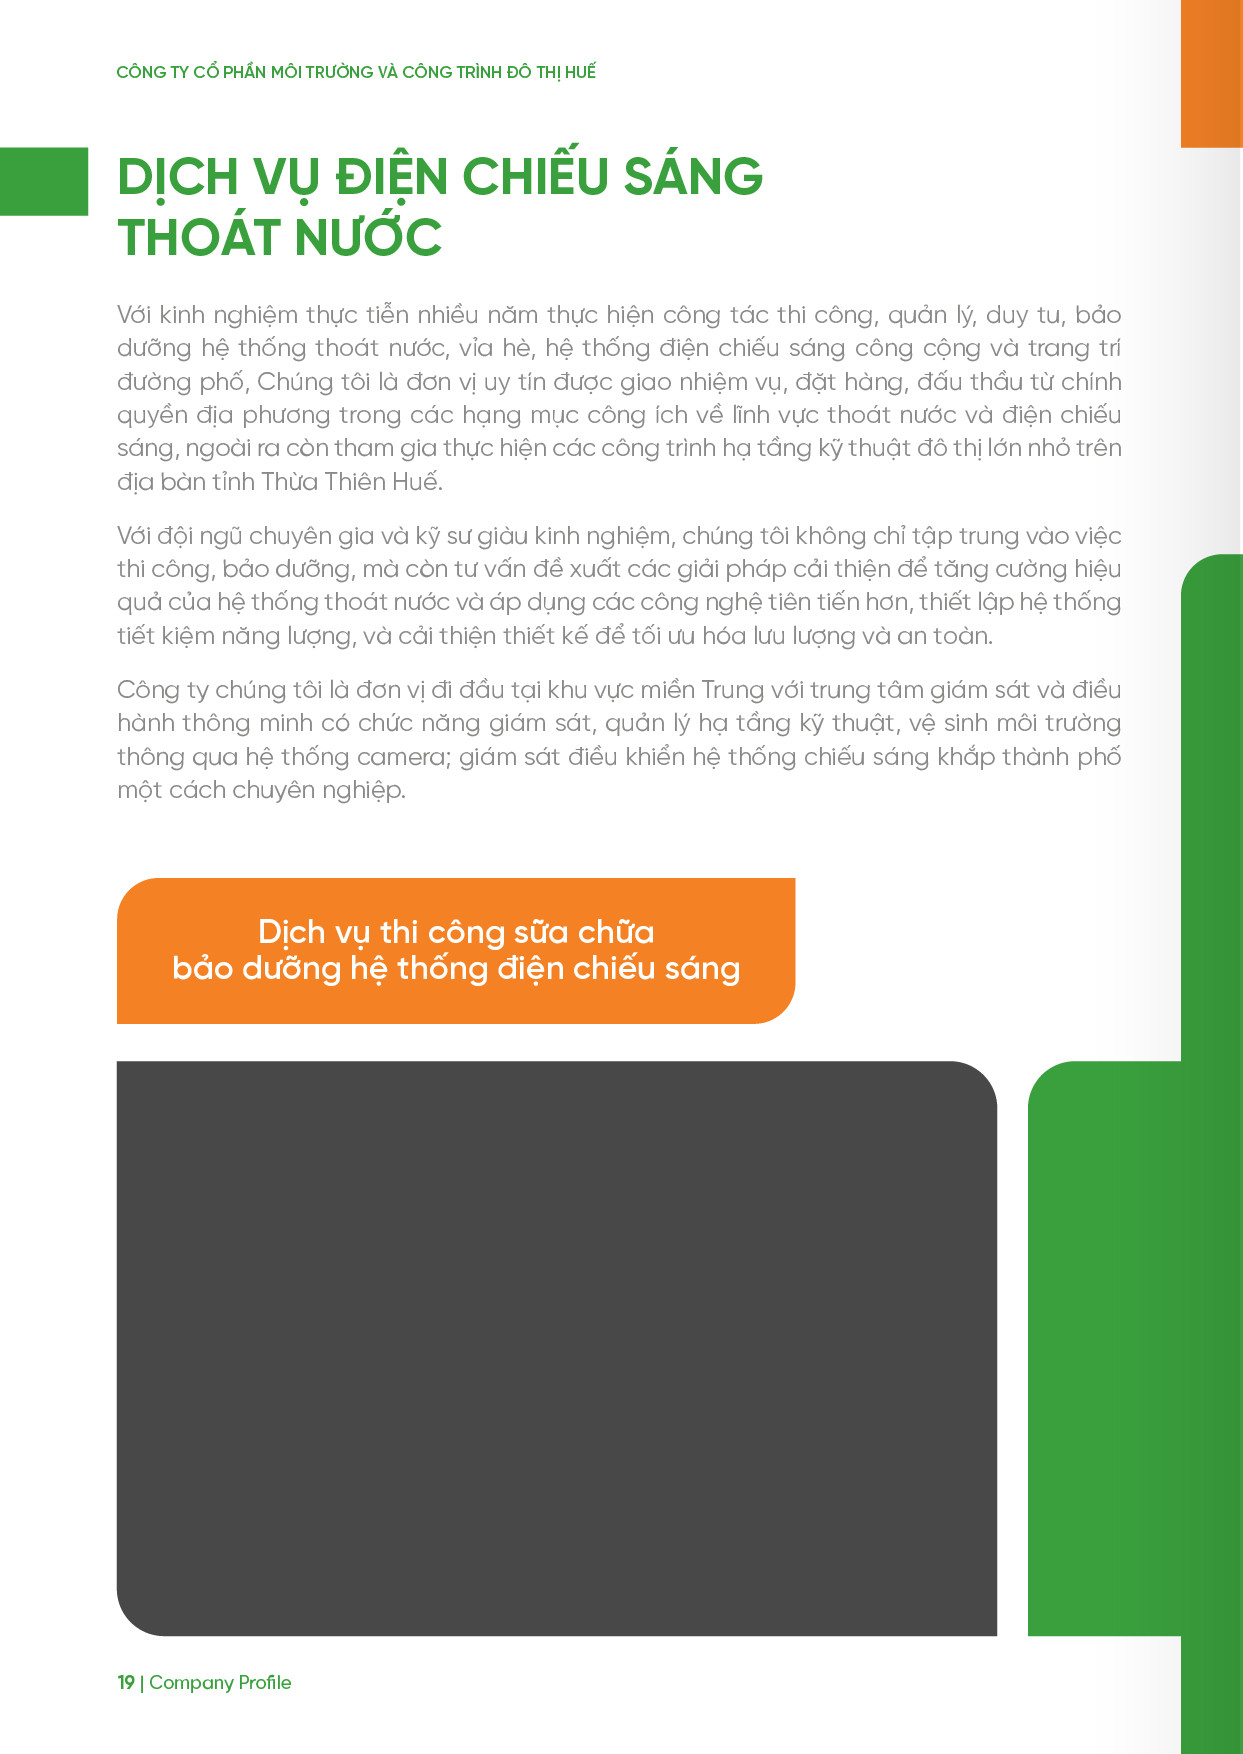 CÔNG TY CỔ PHẦN MÔI TRƯỜNG VÀ CÔNG TRÌNH ĐÔ THỊ HUẾ
DỊCH VỤ ĐIỆN CHIẾU SÁNG
THOÁT NƯỚC
Với kinh nghiệm thực tiễn nhiều năm thực hiện công tác thi công, quản lý, duy tu, bảo
dưỡng hệ thống thoát nước, vỉa hè, hệ thống điện chiếu sáng công cộng và trang trí
đường phố, Chúng tôi là đơn vị uy tín được giao nhiệm vụ, đặt hàng, đấu thầu từ chính
quyền địa phương trong các hạng mục công ích về lĩnh vực thoát nước và điện chiếu
sáng, ngoài ra còn tham gia thực hiện các công trình hạ tầng kỹ thuật đô thị lớn nhỏ trên
địa bàn tỉnh Thừa Thiên Huế.
Với đội ngũ chuyên gia và kỹ sư giàu kinh nghiệm, chúng tôi không chỉ tập trung vào việc
thi công, bảo dưỡng, mà còn tư vấn đề xuất các giải pháp cải thiện để tăng cường hiệu
quả của hệ thống thoát nước và áp dụng các công nghệ tiên tiến hơn, thiết lập hệ thống
tiết kiệm năng lượng, và cải thiện thiết kế để tối ưu hóa lưu lượng và an toàn.
Công ty chúng tôi là đơn vị đi đầu tại khu vực miền Trung với trung tâm giám sát và điều
hành thông minh có chức năng giám sát, quản lý hạ tầng kỹ thuật, vệ sinh môi trường
thông qua hệ thống camera; giám sát điều khiển hệ thống chiếu sáng khắp thành phố
một cách chuyên nghiệp.
Dịch vụ thi công sữa chữa
bảo dưỡng hệ thống điện chiếu sáng
19 | Company Profile